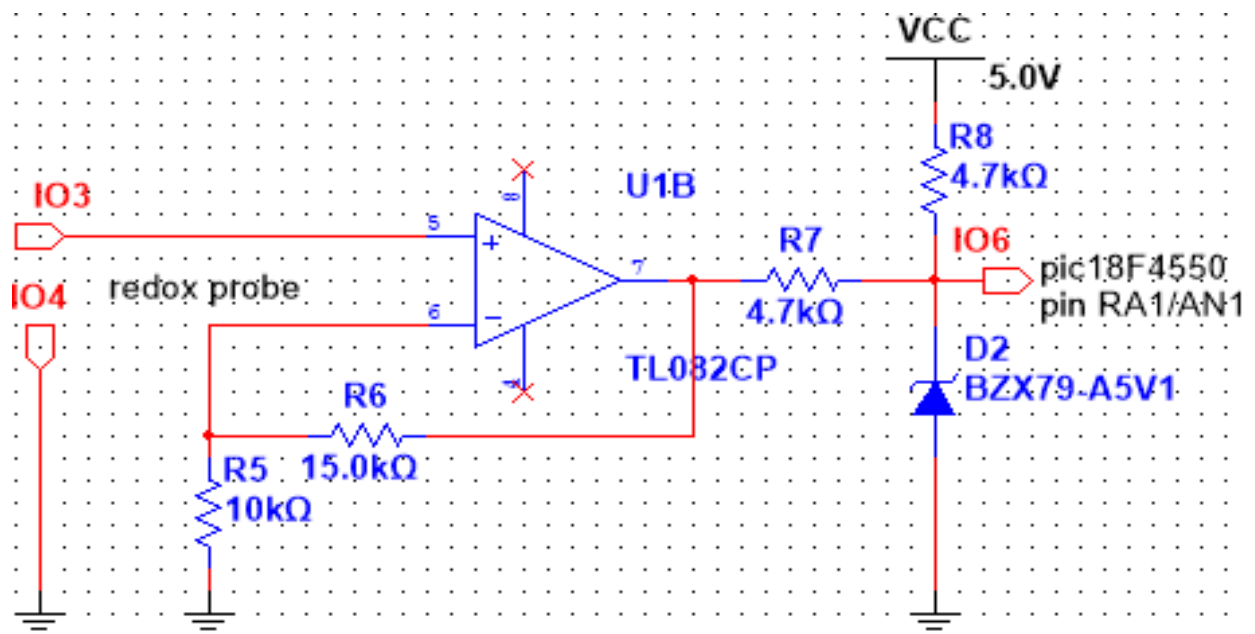 VCC
5.0V
R8
4.7kΩ
U1B
8
IO3
5
+
R7
IO6
pic18F4550
pin RA1/AN1
7
4.7kΩ
IO4
redox probe
6
−
D2
BZX79-A5V1
TL082CP
4
R6
15.0kΩ
R5
10kΩ